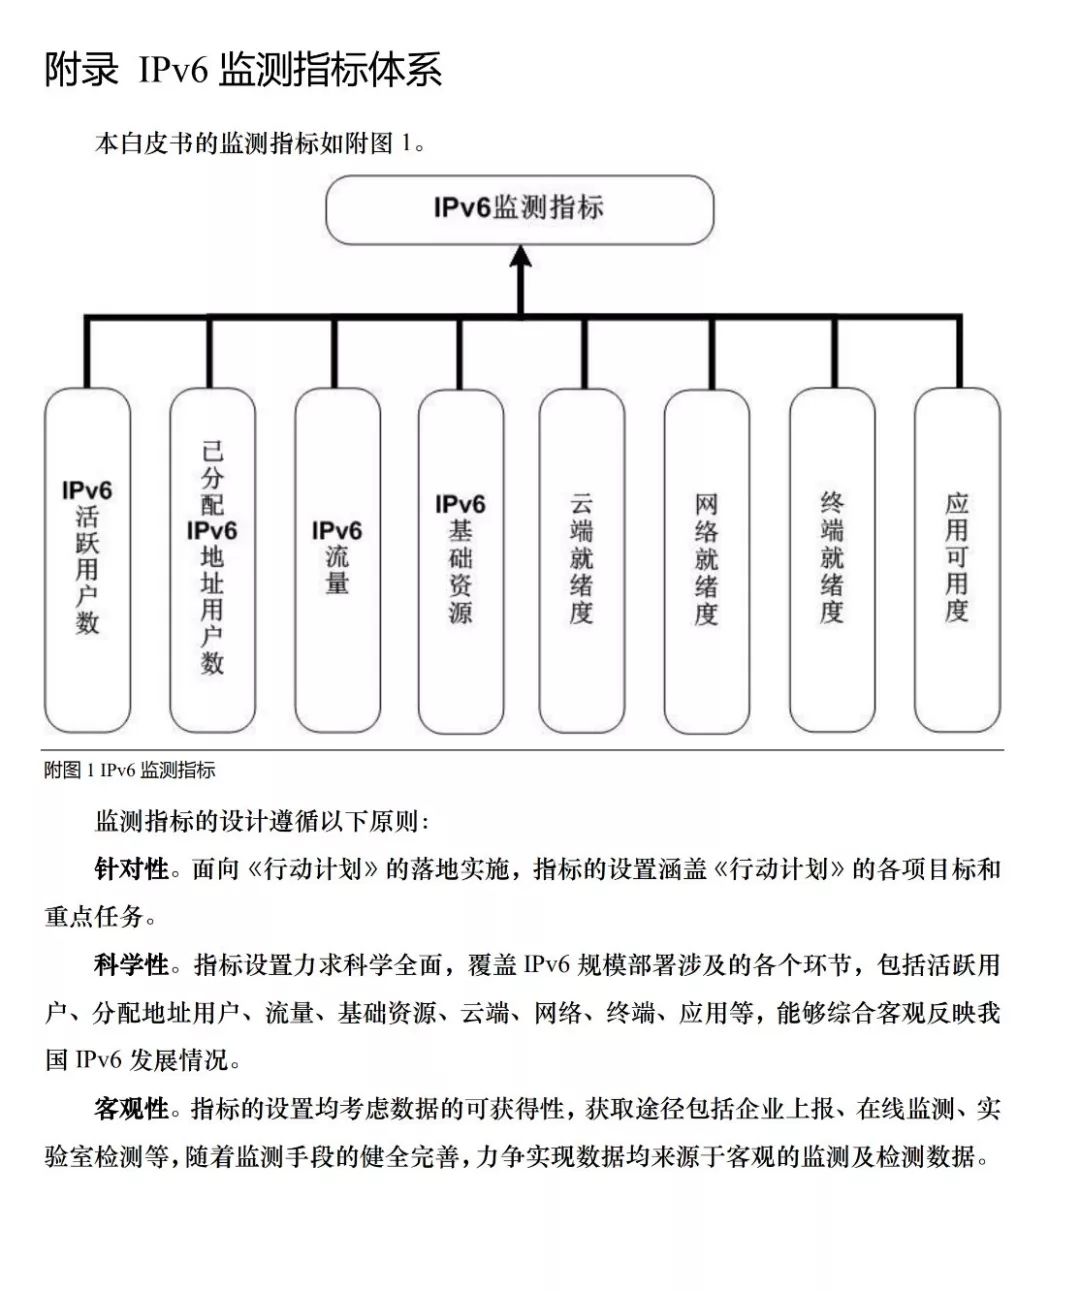 附录 IPv6 监测指标体系
本白皮书的监测指标如附图 1。
IPv6监测指标
IPv6活跃用户数
已分配IPv6地址用户数
IPv6流量
IPv6基础资源
云端就绪度
网络就绪度
终端就绪度
应用可用度
附图 1 IPv6 监测指标
监测指标的设计遵循以下原则：
针对性。面向《行动计划》的落地实施，指标的设置涵盖《行动计划》的各项目标和
重点任务。
科学性。指标设置力求科学全面，覆盖 IPv6 规模部署涉及的各个环节，包括活跃用
户、分配地址用户、流量、基础资源、云端、网络、终端、应用等，能够综合客观反映我
国 IPv6 发展情况。
客观性。指标的设置均考虑数据的可获得性，获取途径包括企业上报、在线监测、实
验室检测等，随着监测手段的健全完善，力争实现数据均来源于客观的监测及检测数据。